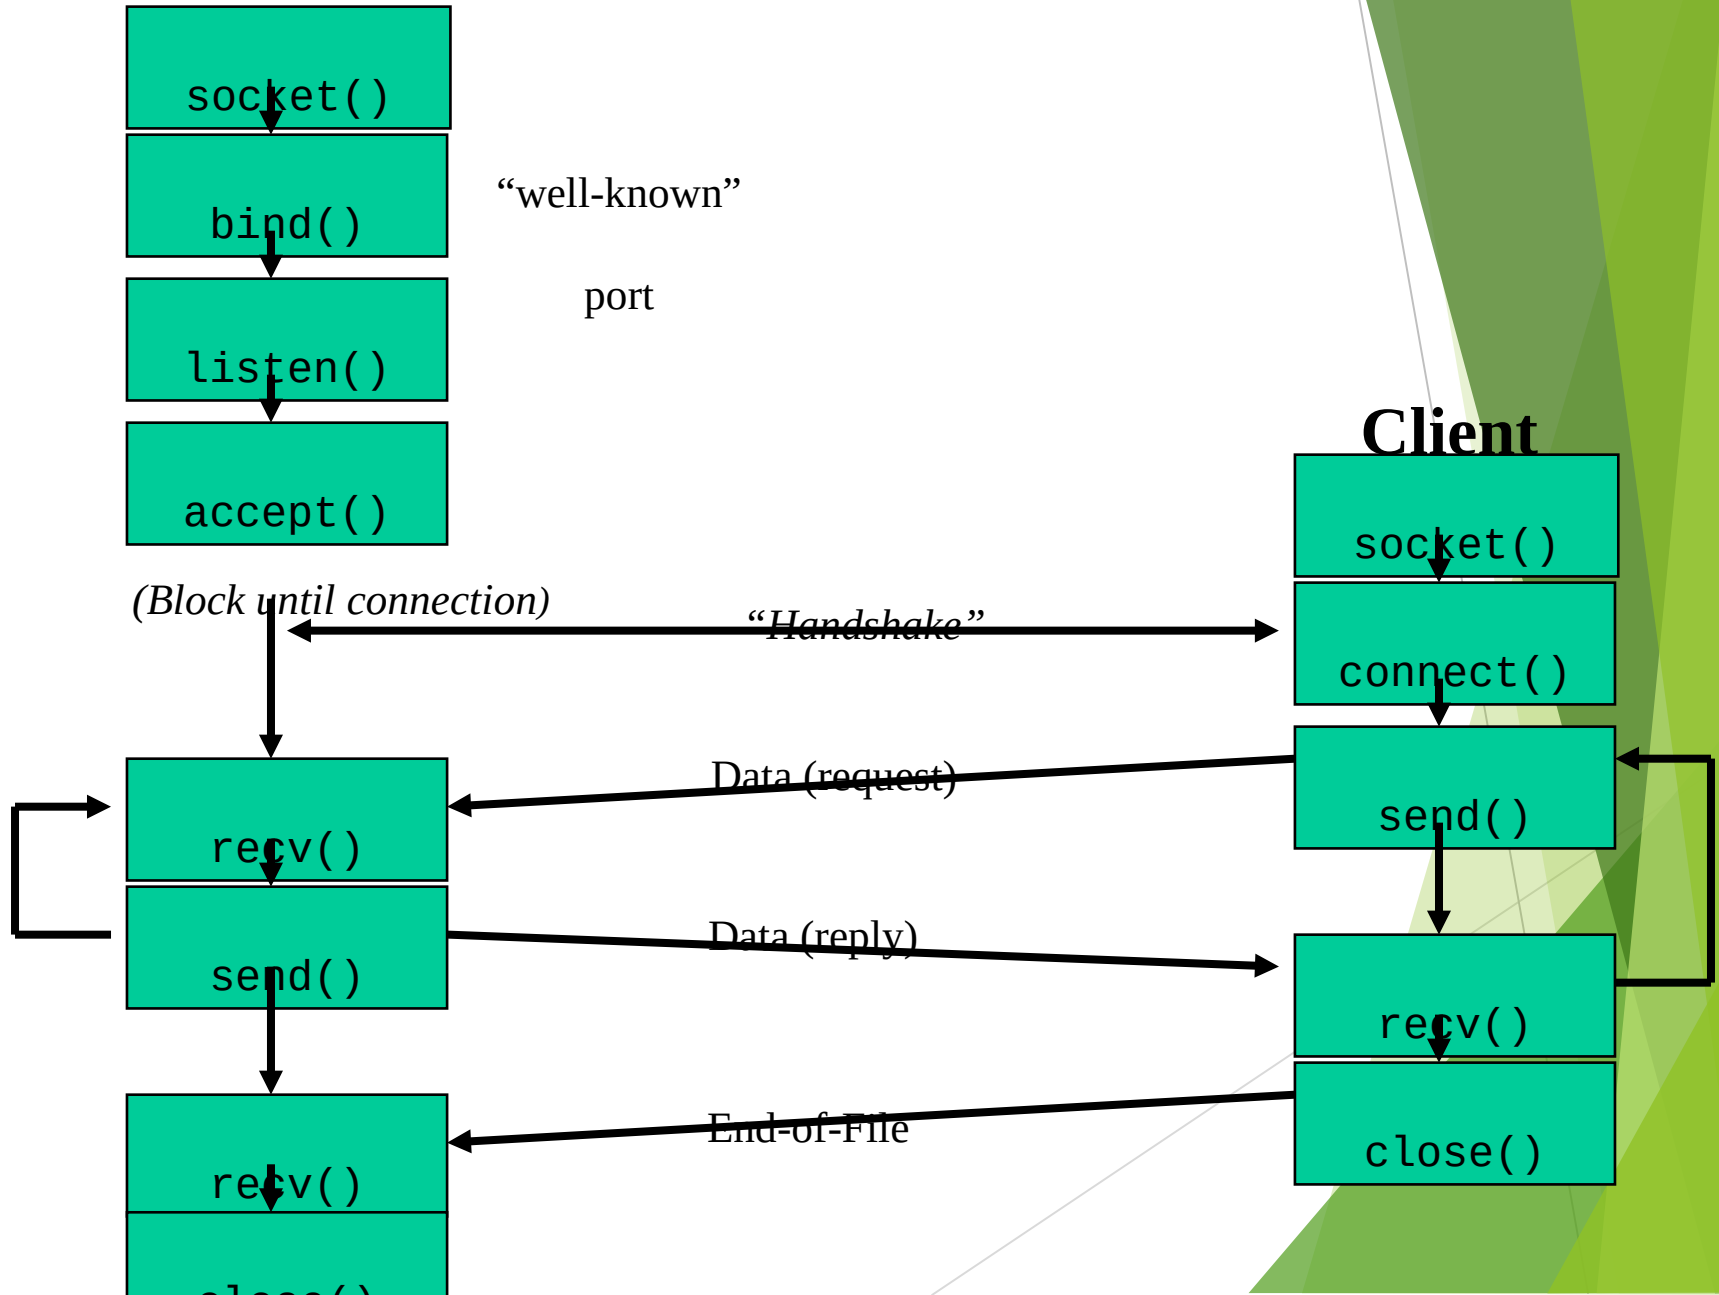 socket()
bind()
“well-known”
port
listen()
accept()
(Block until connection)
“Handshake”
recv()
Data (request)
send()
Data (reply)
recv()
End-of-File
close()
Client
socket()
connect()
send()
recv()
close()